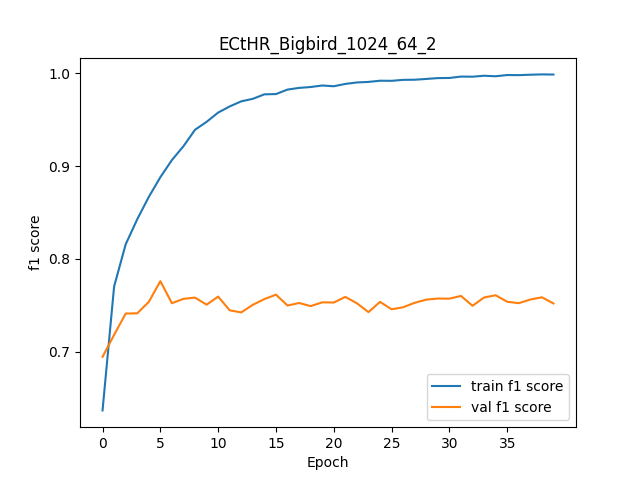 ECtHR_Bigbird_1024_64_2
1.0
0.9
0.8
0.7
f1 score
0 5 10 15 20 25 30 35
Epoch
train f1 score
val f1 score